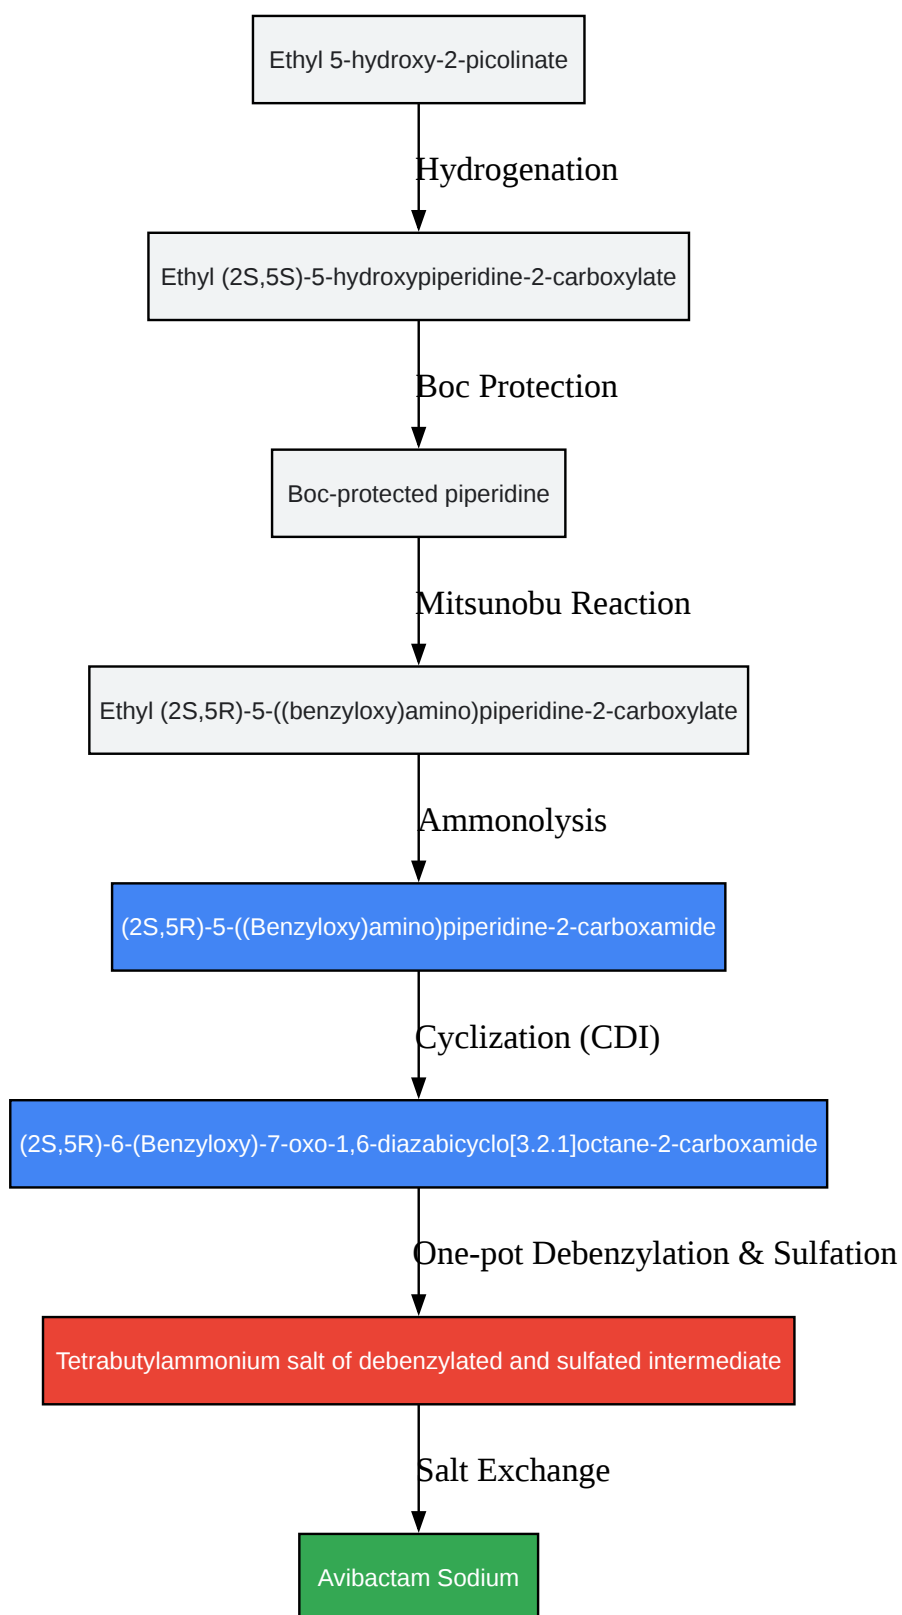 Ethyl 5-hydroxy-2-picolinate
Hydrogenation
Ethyl (2S,5S)-5-hydroxypiperidine-2-carboxylate
Boc Protection
Boc-protected piperidine
Mitsunobu Reaction
Ethyl (2S,5R)-5-((benzyloxy)amino)piperidine-2-carboxylate
Ammonolysis
(2S,5R)-5-((Benzyloxy)amino)piperidine-2-carboxamide
Cyclization (CDI)
(2S,5R)-6-(Benzyloxy)-7-oxo-1,6-diazabicyclo[3.2.1]octane-2-carboxamide
One-pot Debenzylation & Sulfation
Tetrabutylammonium salt of debenzylated and sulfated intermediate
Salt Exchange
Avibactam Sodium